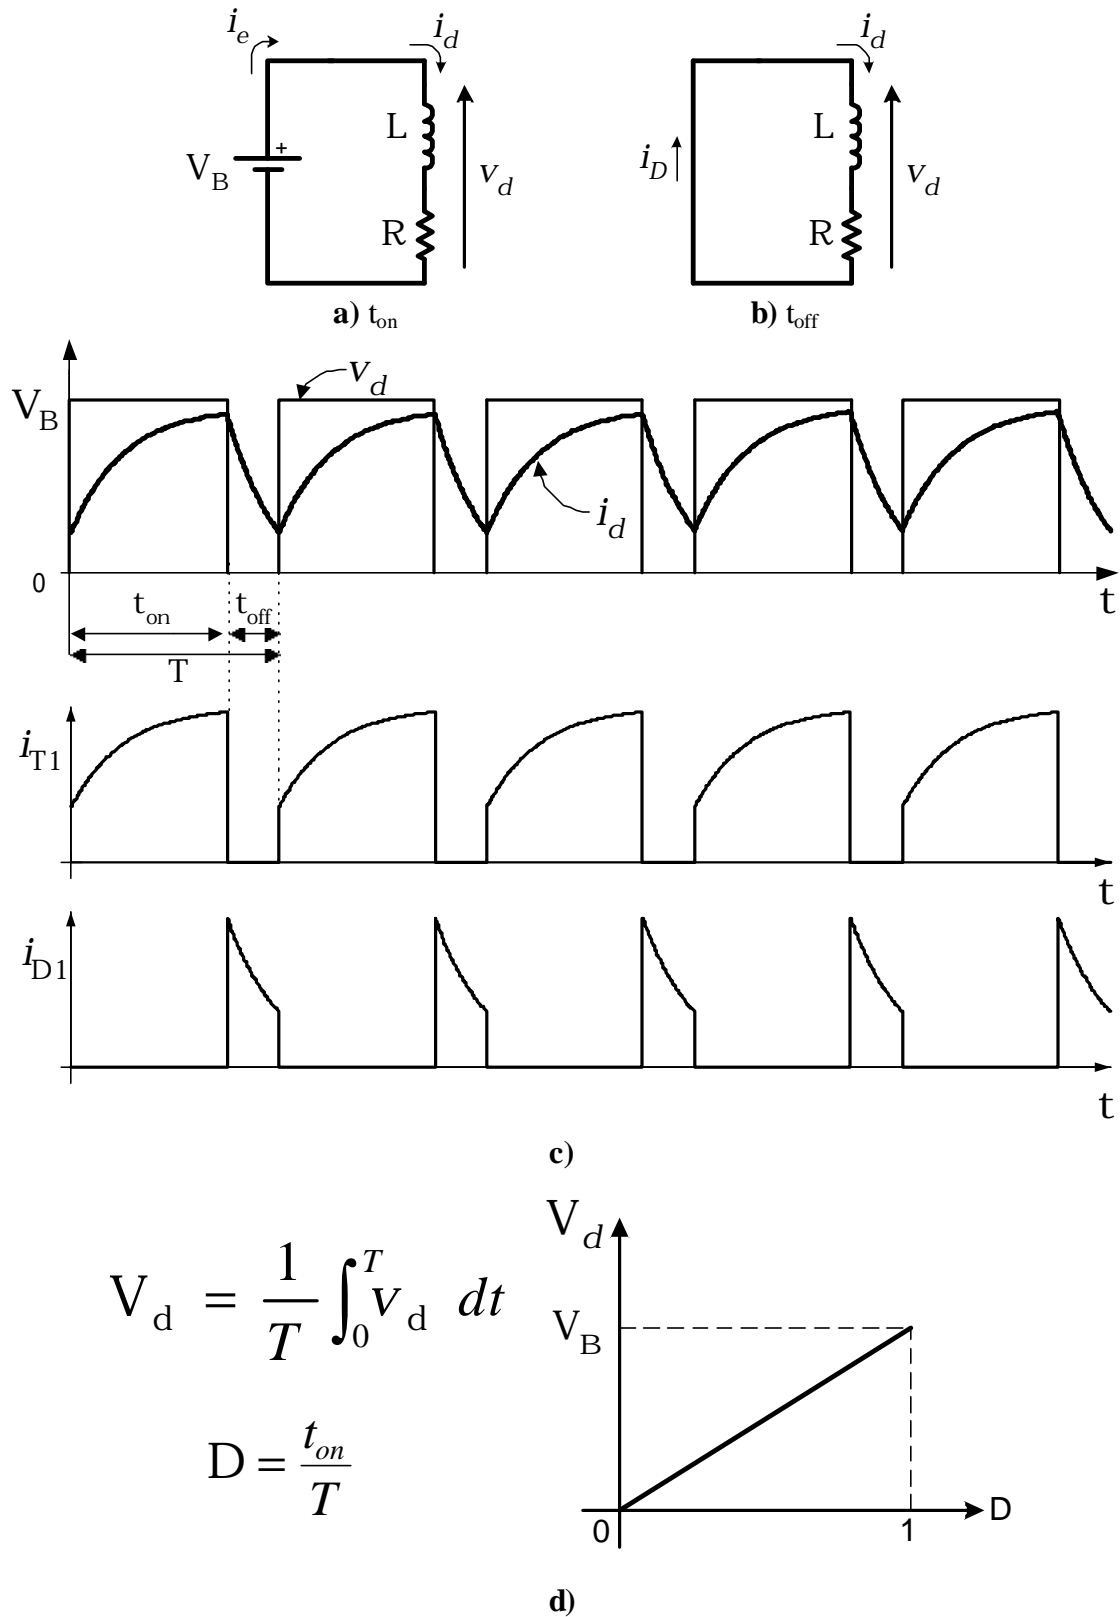 i_e i_d i_d
L L
V_B + i_D v_d v_d
R R
a) t_on b) t_off
V_B v_d
i_d
0
t
t_on t_off
T
i_T1
t
i_D1
t
c)
V_d
V_d = 1/T ∫_0^T v_d dt
V_B
D = t_on/T
0 1 D
d)